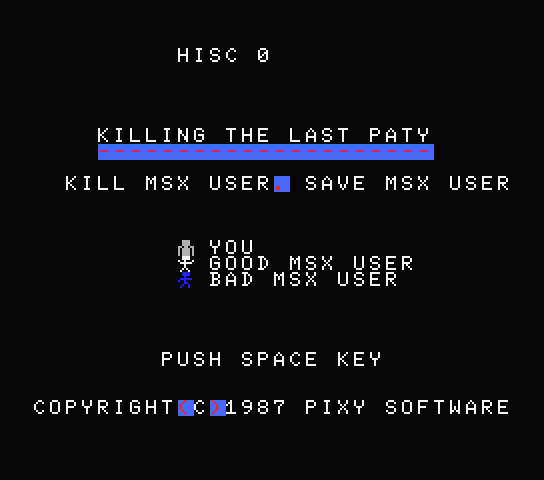 HISC 0
KILLING THE LAST PATY
---------------------
KILL MSX USER. SAVE MSX USER
YOU
GOOD MSX USER
BAD MSX USER
PUSH SPACE KEY
COPYRIGHT(C)1987 PIXY SOFTWARE